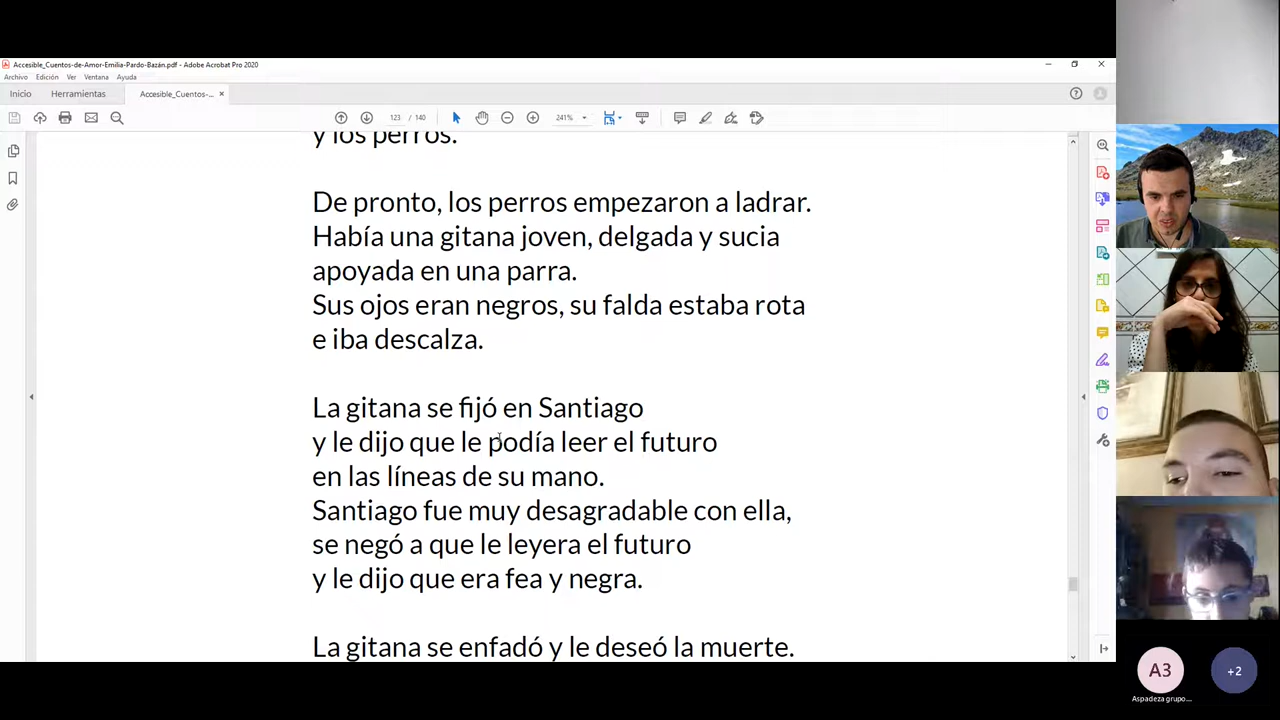 Accesible_Cuentos-de-Amor-Emilia-Pardo-Bazán.pdf - Adobe Acrobat Pro 2020
Archivo Edición Ver Ventana Ayuda
Inicio Herramientas Accesible_Cuentos-... ×
123 / 140 241%
y los perros.
De pronto, los perros empezaron a ladrar.
Había una gitana joven, delgada y sucia
apoyada en una parra.
Sus ojos eran negros, su falda estaba rota
e iba descalza.
La gitana se fijó en Santiago
y le dijo que le podía leer el futuro
en las líneas de su mano.
Santiago fue muy desagradable con ella,
se negó a que le leyera el futuro
y le dijo que era fea y negra.
La gitana se enfadó y le deseó la muerte.
A3
+2
Aspadeza grupo...